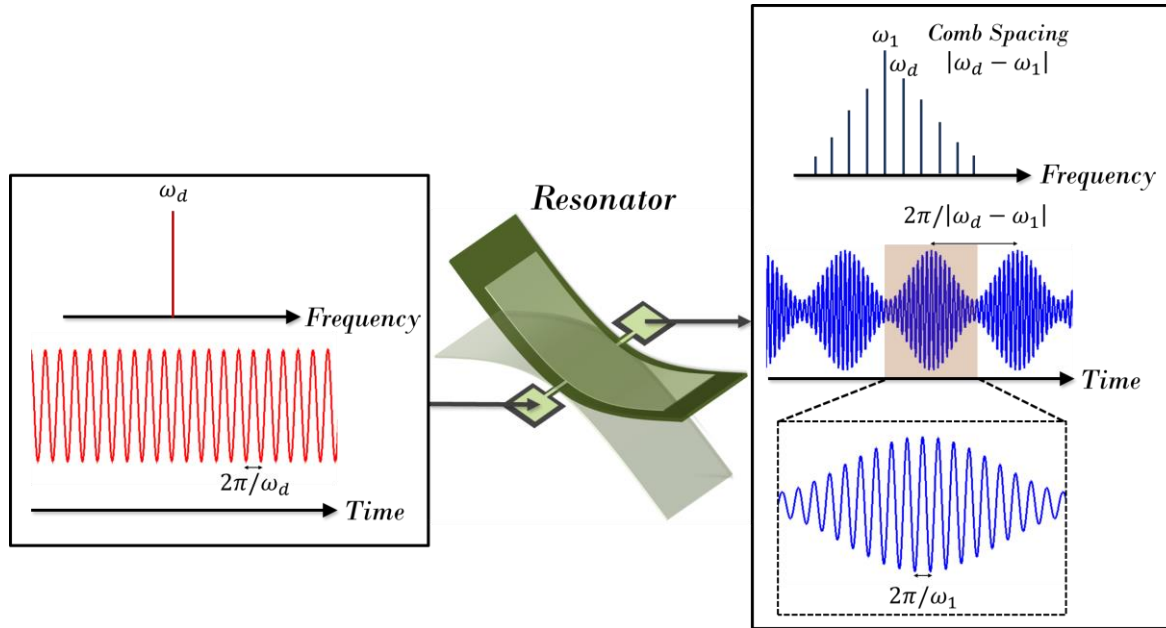 ω_d
Frequency
2π/ω_d
Time
Resonator
ω_1
ω_d
Comb Spacing
|ω_d − ω_1|
Frequency
2π/|ω_d − ω_1|
Time
2π/ω_1